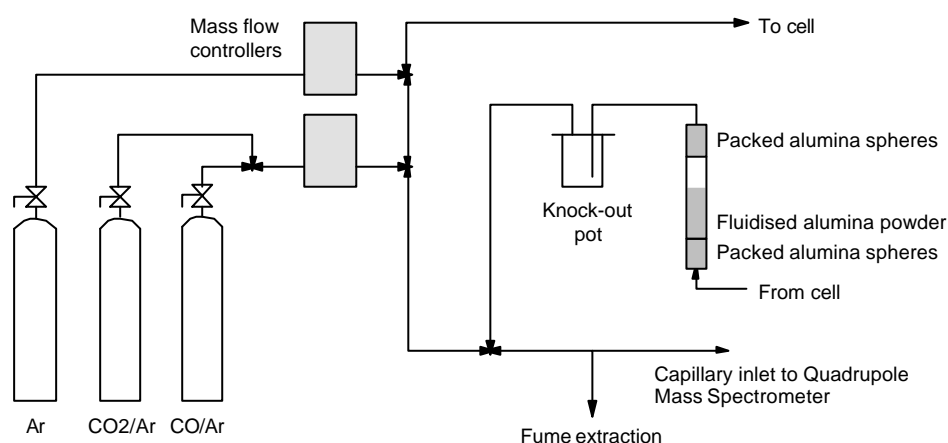 Mass flow
controllers
To cell
Packed alumina spheres
Knock-out
pot
Fluidised alumina powder
Packed alumina spheres
From cell
Capillary inlet to Quadrupole
Mass Spectrometer
Ar
CO2/Ar
CO/Ar
Fume extraction